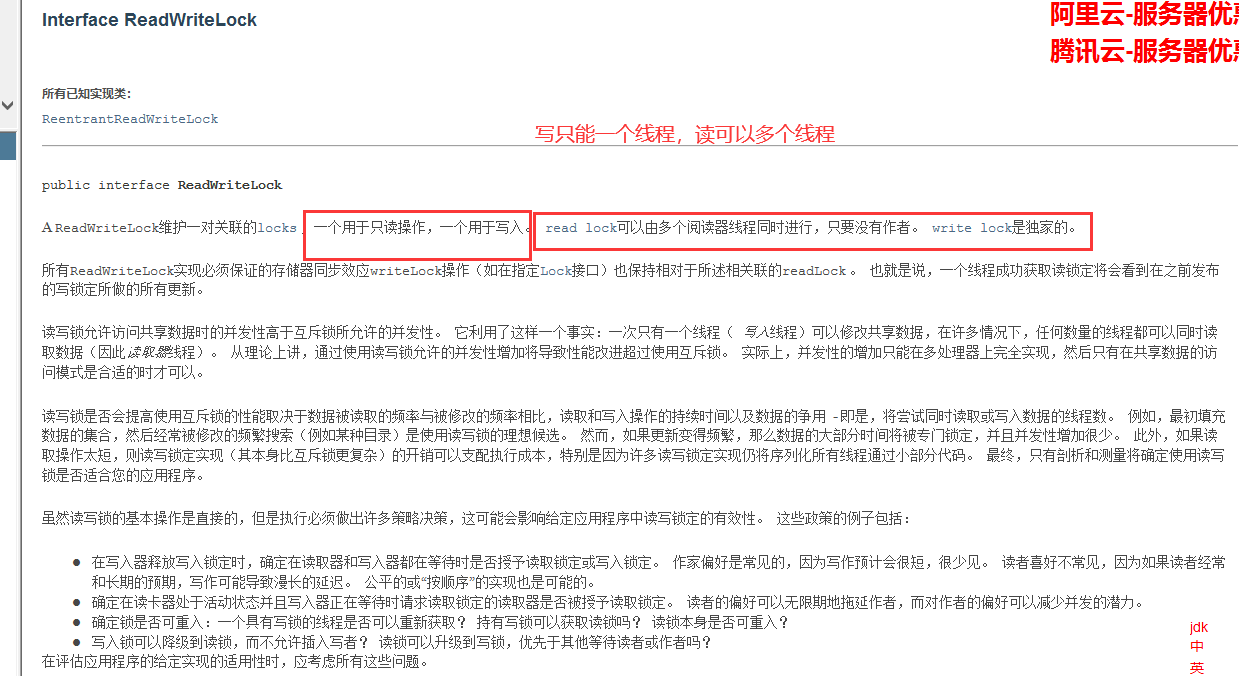 Interface ReadWriteLock
阿里云-服务器优惠
腾讯云-服务器优惠
所有已知实现类:
ReentrantReadWriteLock
写只能一个线程，读可以多个线程
public interface ReadWriteLock
A ReadWriteLock维护一对关联的locks ，一个用于只读操作，一个用于写入。 read lock可以由多个阅读器线程同时进行，只要没有作者。 write lock是独家的。
所有ReadWriteLock实现必须保证的存储器同步效应writeLock操作（如在指定Lock接口）也保持相对于所述相关联的readLock 。 也就是说，一个线程成功获取读锁定将会看到在之前发布
的写锁定所做的所有更新。
读写锁允许访问共享数据时的并发性高于互斥锁所允许的并发性。 它利用了这样一个事实：一次只有一个线程（ 写入线程）可以修改共享数据，在许多情况下，任何数量的线程都可以同时读
取数据（因此读取器线程）。 从理论上讲，通过使用读写锁允许的并发性增加将导致性能改进超过使用互斥锁。 实际上，并发性的增加只能在多处理器上完全实现，然后只有在共享数据的访
问模式是合适的时才可以。
读写锁是否会提高使用互斥锁的性能取决于数据被读取的频率与被修改的频率相比，读取和写入操作的持续时间以及数据的争用 -即是，将尝试同时读取或写入数据的线程数。 例如，最初填充
数据的集合，然后经常被修改的频繁搜索（例如某种目录）是使用读写锁的理想候选。 然而，如果更新变得频繁，那么数据的大部分时间将被专门锁定，并且并发性增加很少。 此外，如果读
取操作太短，则读写锁定实现（其本身比互斥锁更复杂）的开销可以支配执行成本，特别是因为许多读写锁定实现仍将序列化所有线程通过小部分代码。 最终，只有剖析和测量将确定使用读写
锁是否适合您的应用程序。
虽然读写锁的基本操作是直接的，但是执行必须做出许多策略决策，这可能会影响给定应用程序中读写锁定的有效性。 这些政策的例子包括：
● 在写入器释放写入锁定时，确定在读取器和写入器都在等待时是否授予读取锁定或写入锁定。 作家偏好是常见的，因为写作预计会很短，很少见。 读者喜好不常见，因为如果读者经常
和长期的预期，写作可能导致漫长的延迟。 公平的或“按顺序”的实现也是可能的。
● 确定在读卡器处于活动状态并且写入器正在等待时请求读取锁定的读取器是否被授予读取锁定。 读者的偏好可以无限期地拖延作者，而对作者的偏好可以减少并发的潜力。
● 确定锁是否可重入：一个具有写锁的线程是否可以重新获取？ 持有写锁可以获取读锁吗？ 读锁本身是否可重入？
● 写入锁可以降级到读锁，而不允许插入写者？ 读锁可以升级到写锁，优先于其他等待读者或作者吗？
在评估应用程序的给定实现的适用性时，应考虑所有这些问题。
jdk
中
英